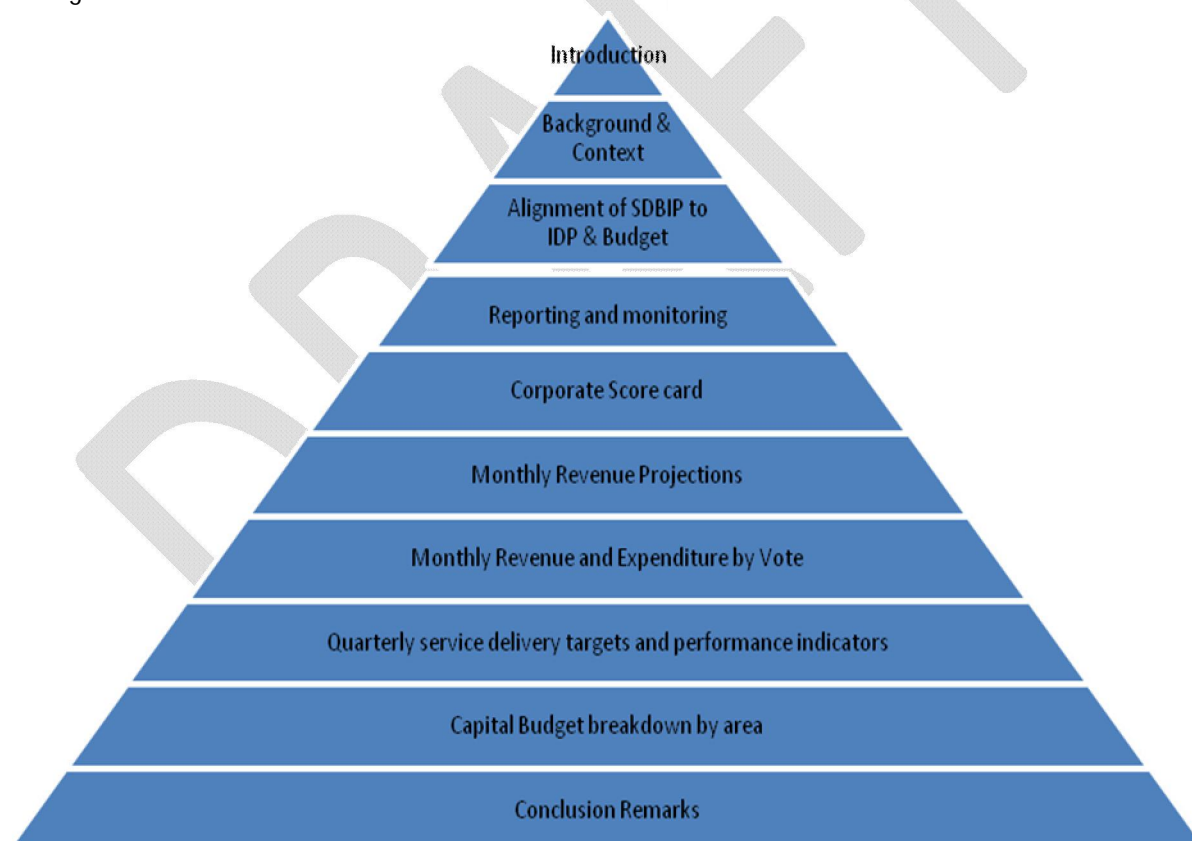 Introduction
Background &
Context
Alignment of SDBIP to
IDP & Budget
Reporting and monitoring
Corporate Score card
Monthly Revenue Projections
Monthly Revenue and Expenditure by Vote
Quarterly service delivery targets and performance indicators
Capital Budget breakdown by area
Conclusion Remarks
DRAFT